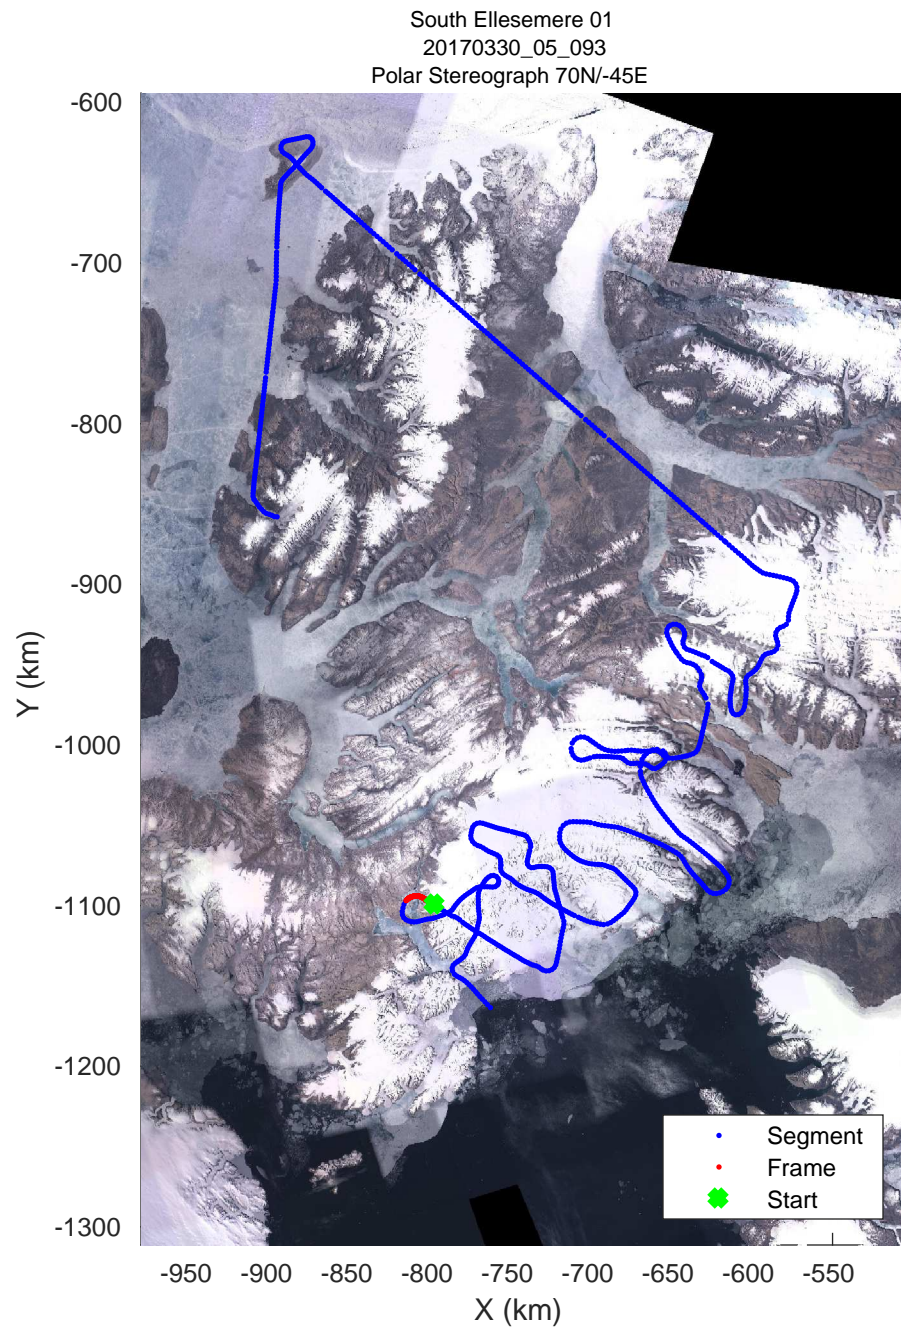 South Ellesemere 01
20170330_05_093
Polar Stereograph 70N/-45E
-600
-700
-800
-900
-1000
-1100
-1200
-1300
Y (km)
Segment
Frame
Start
-950 -900 -850 -800 -750 -700 -650 -600 -550
X (km)